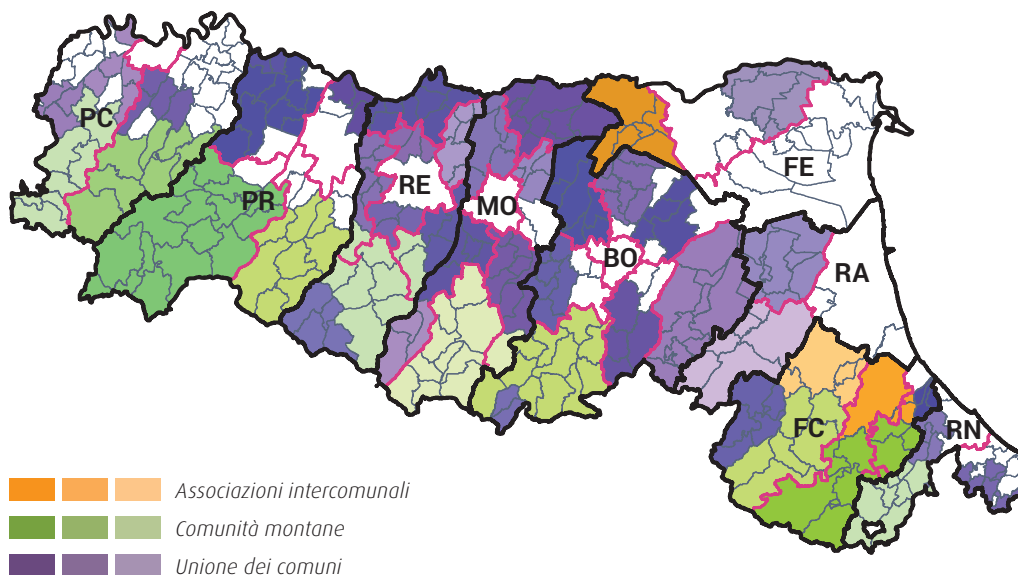 PC
PR
RE
MO
BO
FE
RA
FC
RN
Associazioni intercomunali
Comunità montane
Unione dei comuni